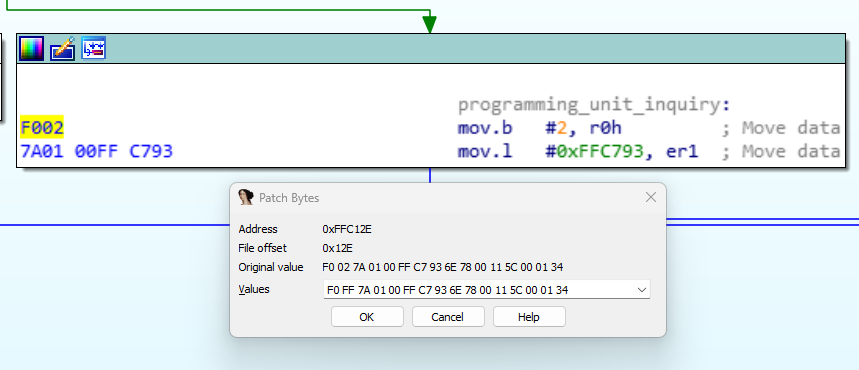 programming_unit_inquiry:
F002 mov.b #2, r0h ; Move data
7A01 00FF C793 mov.l #0xFFC793, er1 ; Move data
Patch Bytes
Address 0xFFC12E
File offset 0x12E
Original value F0 02 7A 01 00 FF C7 93 6E 78 00 11 5C 00 01 34
Values F0 FF 7A 01 00 FF C7 93 6E 78 00 11 5C 00 01 34
OK Cancel Help